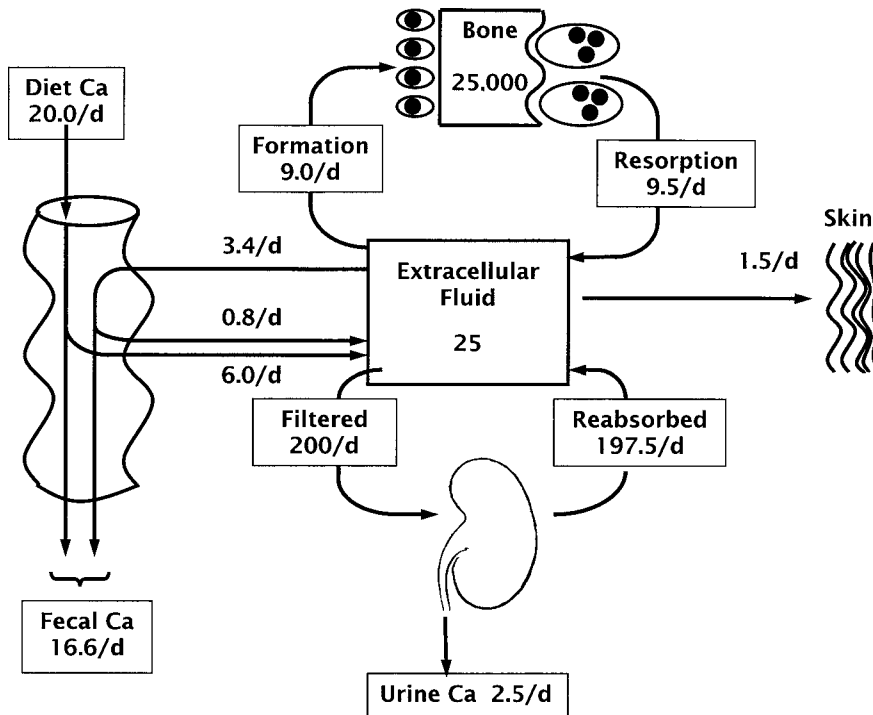 Bone
25.000
Diet Ca
20.0/d
Formation
9.0/d
Resorption
9.5/d
Skin
3.4/d
1.5/d
Extracellular
Fluid
25
0.8/d
6.0/d
Filtered
200/d
Reabsorbed
197.5/d
Fecal Ca
16.6/d
Urine Ca 2.5/d